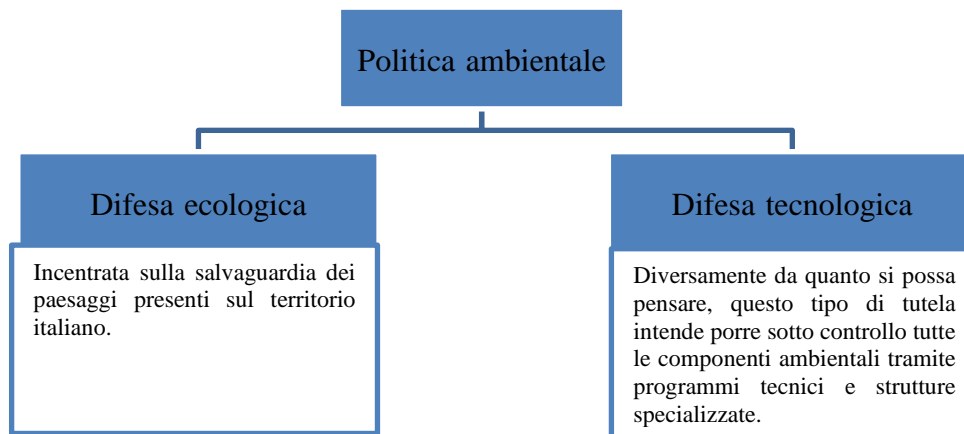 Politica ambientale
Difesa ecologica
Incentrata sulla salvaguardia dei
paesaggi presenti sul territorio
italiano.
Difesa tecnologica
Diversamente da quanto si possa
pensare, questo tipo di tutela
intende porre sotto controllo tutte
le componenti ambientali tramite
programmi tecnici e strutture
specializzate.